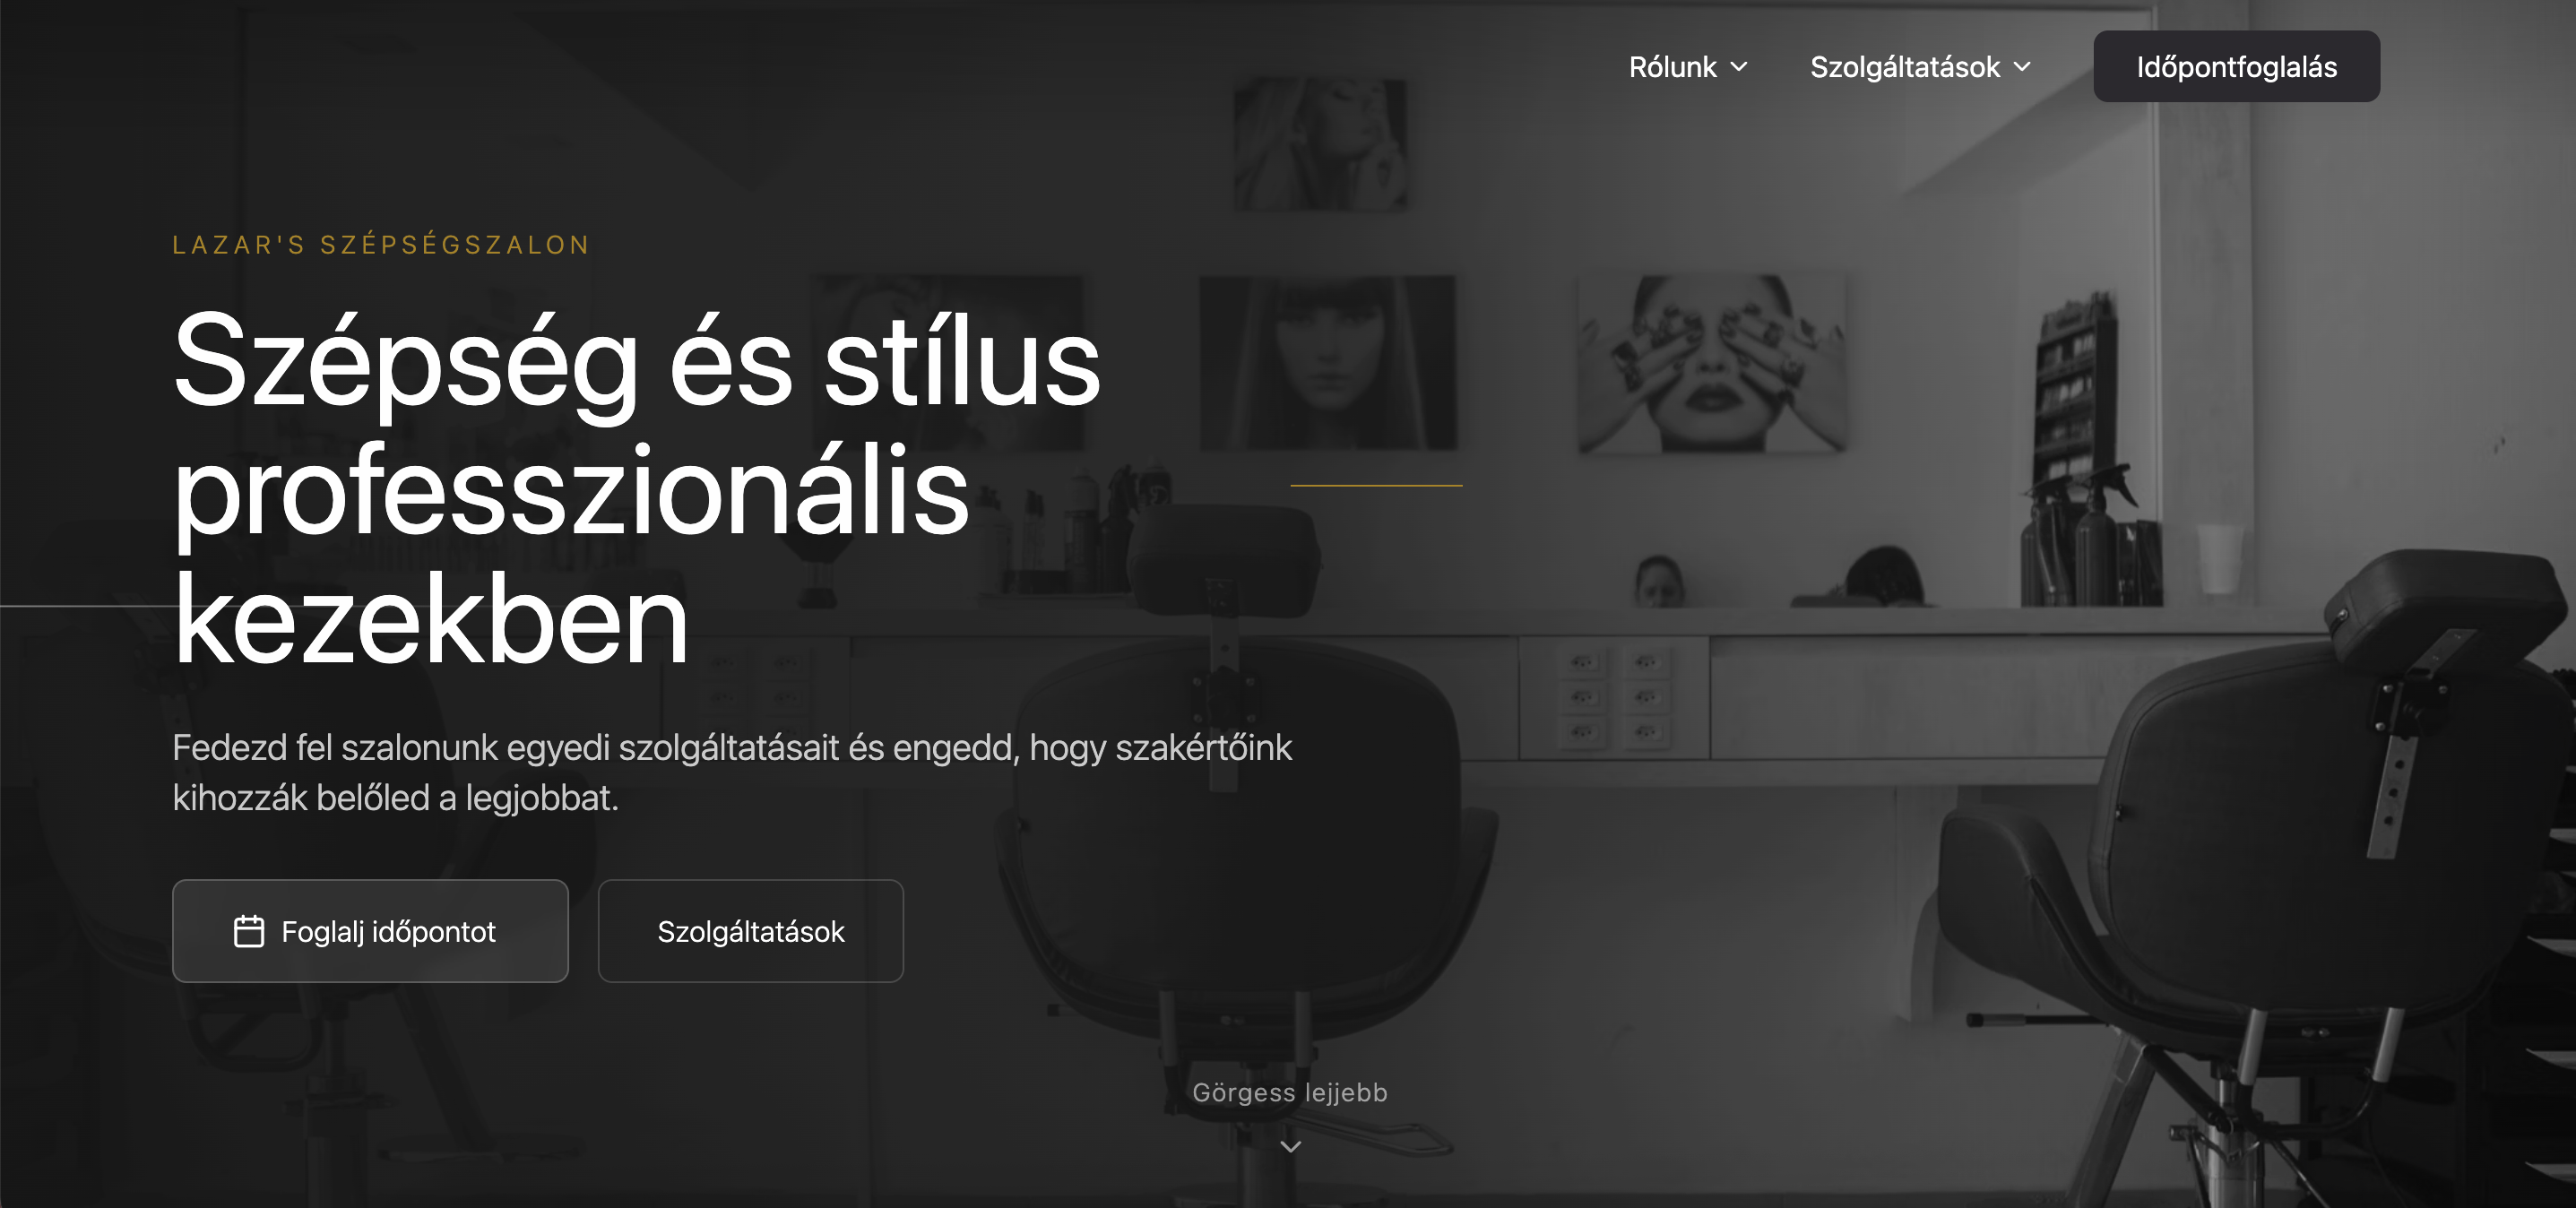 Rólunk
Szolgáltatások
Időpontfoglalás
LAZAR'S SZÉPSÉGSZALON
Szépség és stílus
professzionális
kezekben
Fedezd fel szalonunk egyedi szolgáltatásait és engedd, hogy szakértőink
kihozzák belőled a legjobbat.
Foglalj időpontot
Szolgáltatások
Görgess lejjebb